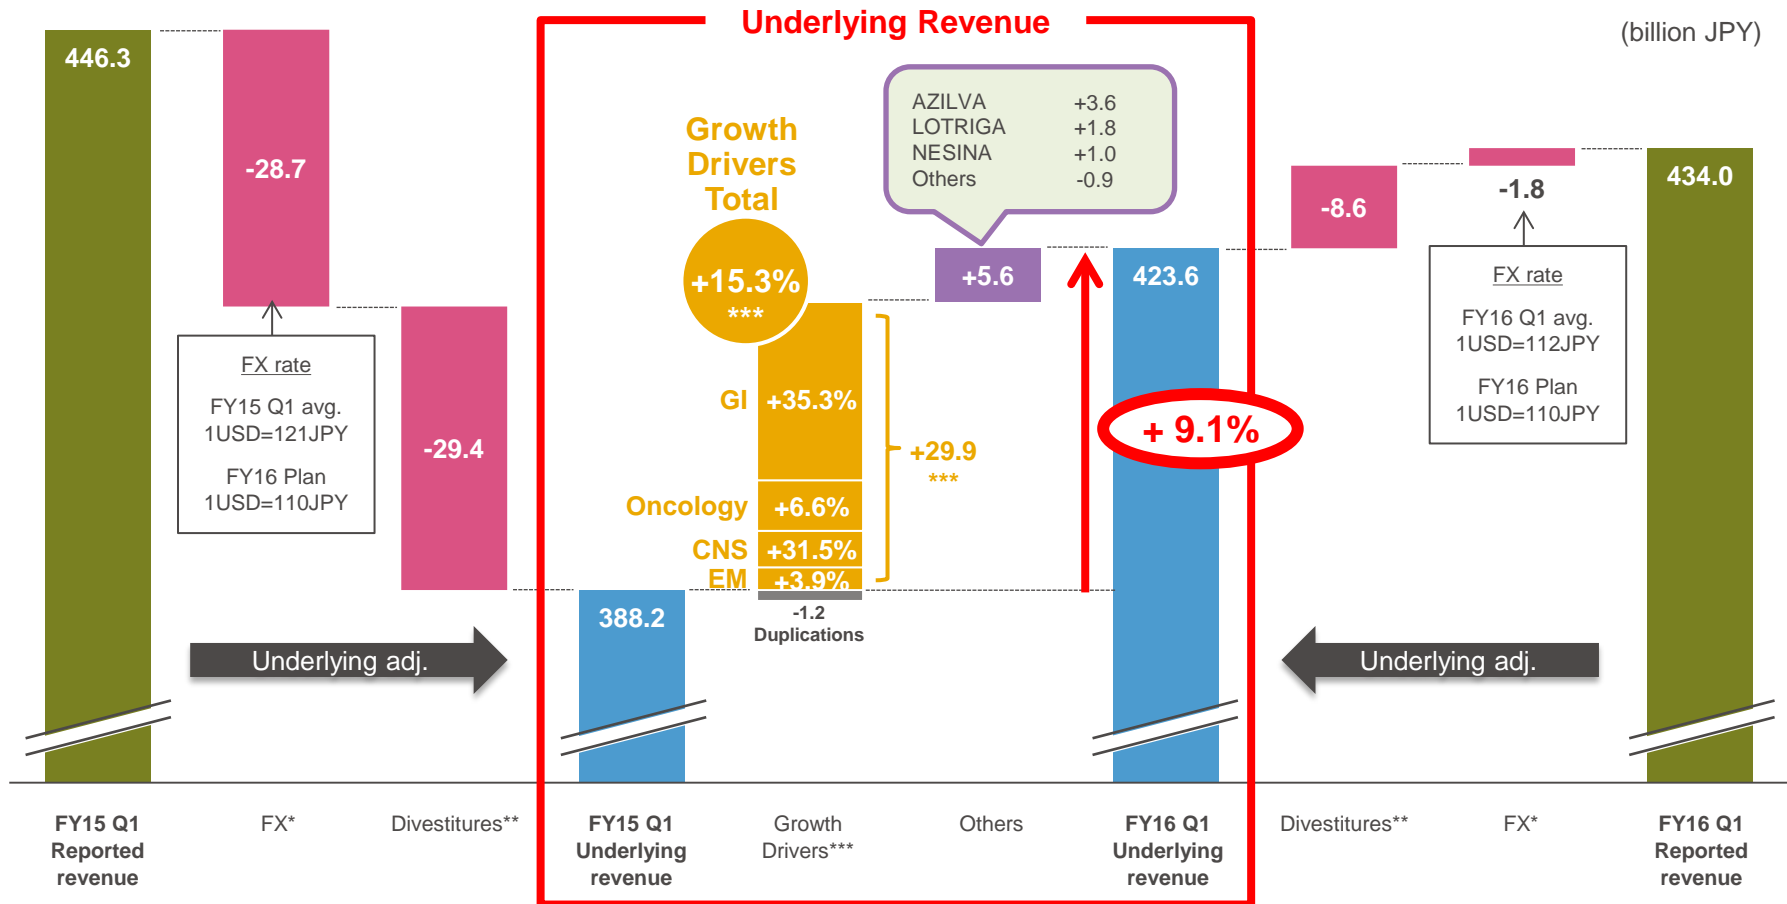 Underlying Revenue
(billion JPY)
446.3
-28.7
FX rate
FY15 Q1 avg.
1USD=121JPY
FY16 Plan
1USD=110JPY
-29.4
Underlying adj.
388.2
Growth
Drivers
Total
+15.3%
***
GI
+35.3%
Oncology
+6.6%
CNS
+31.5%
EM
+3.9%
-1.2
Duplications
+29.9
***
AZILVA +3.6
LOTRIGA +1.8
NESINA +1.0
Others -0.9
+5.6
423.6
+ 9.1%
-8.6
-1.8
FX rate
FY16 Q1 avg.
1USD=112JPY
FY16 Plan
1USD=110JPY
434.0
Underlying adj.
FY15 Q1
Reported
revenue
FX*
Divestitures**
FY15 Q1
Underlying
revenue
Growth
Drivers***
Others
FY16 Q1
Underlying
revenue
Divestitures**
FX*
FY16 Q1
Reported
revenue